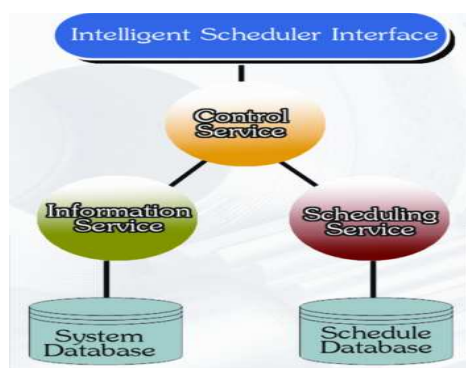 Intelligent Scheduler Interface
Control
Service
Information
Service
Scheduling
Service
System
Database
Schedule
Database